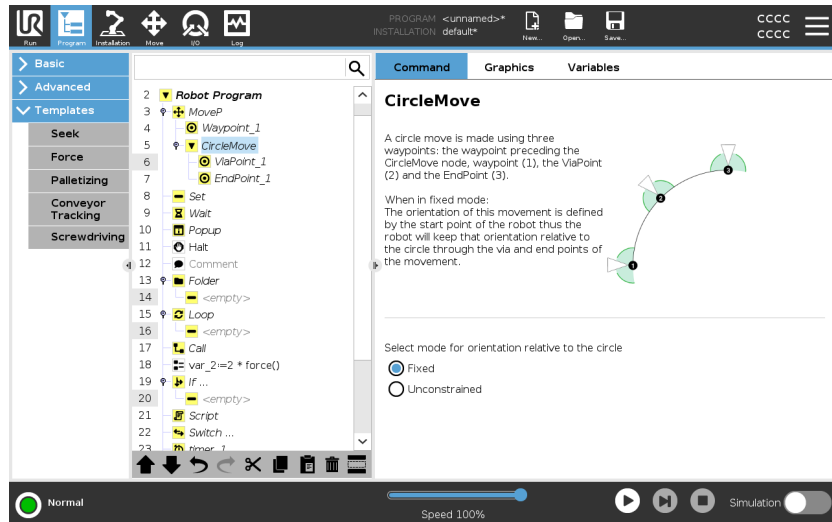 UR
Run
Program
Installation
Move
I/O
Log
PROGRAM <unnamed>*
INSTALLATION default*
New...
Open...
Save...
cccc
cccc
Basic
Advanced
Templates
Seek
Force
Palletizing
Conveyor
Tracking
Screwdriving
2 Robot Program
3 MoveP
4 Waypoint_1
5 CircleMove
6 ViaPoint_1
7 EndPoint_1
8 Set
9 Wait
10 Popup
11 Halt
12 Comment
13 Folder
14 <empty>
15 Loop
16 <empty>
17 Call
18 var_2:=2 * force()
19 If ...
20 <empty>
21 Script
22 Switch ...
23 timer_1
Command
Graphics
Variables
CircleMove
A circle move is made using three
waypoints: the waypoint preceding the
CircleMove node, waypoint (1), the ViaPoint
(2) and the EndPoint (3).
When in fixed mode:
The orientation of this movement is defined
by the start point of the robot thus the
robot will keep that orientation relative to
the circle through the via and end points of
the movement.
3
2
1
Select mode for orientation relative to the circle
Fixed
Unconstrained
Normal
Speed 100%
Simulation